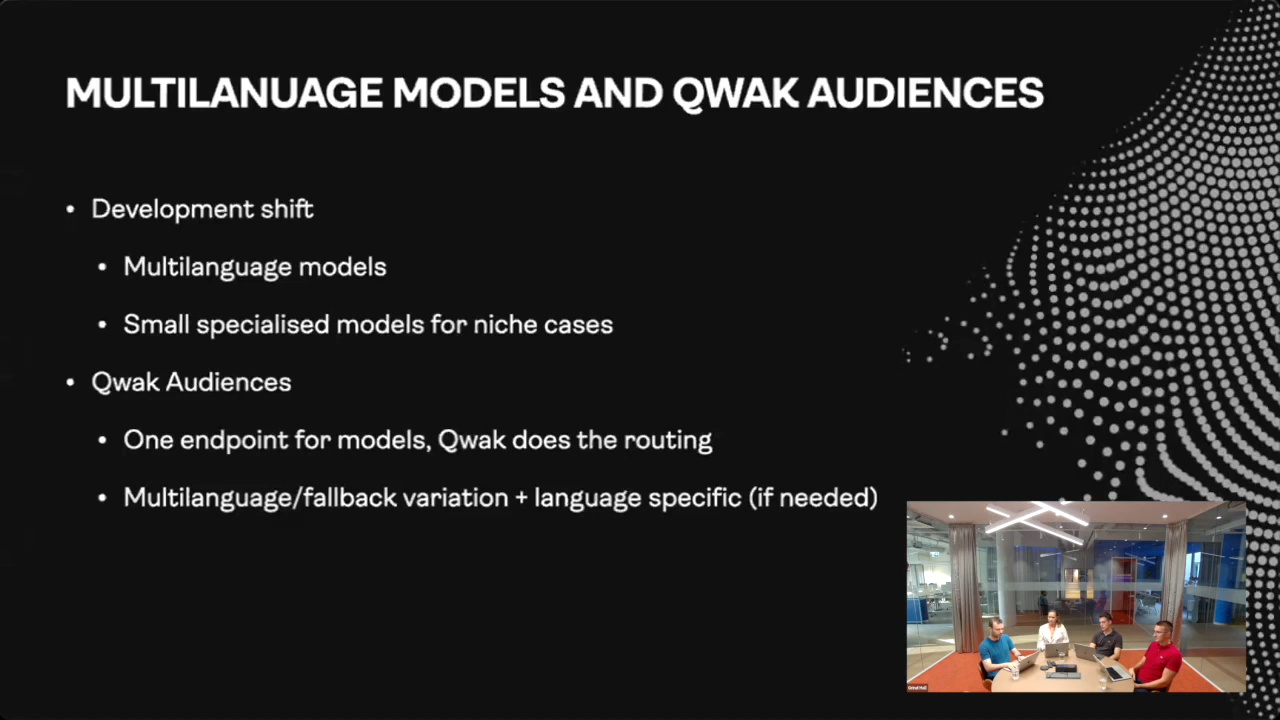 MULTILANUAGE MODELS AND QWAK AUDIENCES
• Development shift
• Multilanguage models
• Small specialised models for niche cases
• Qwak Audiences
• One endpoint for models, Qwak does the routing
• Multilanguage/fallback variation + language specific (if needed)